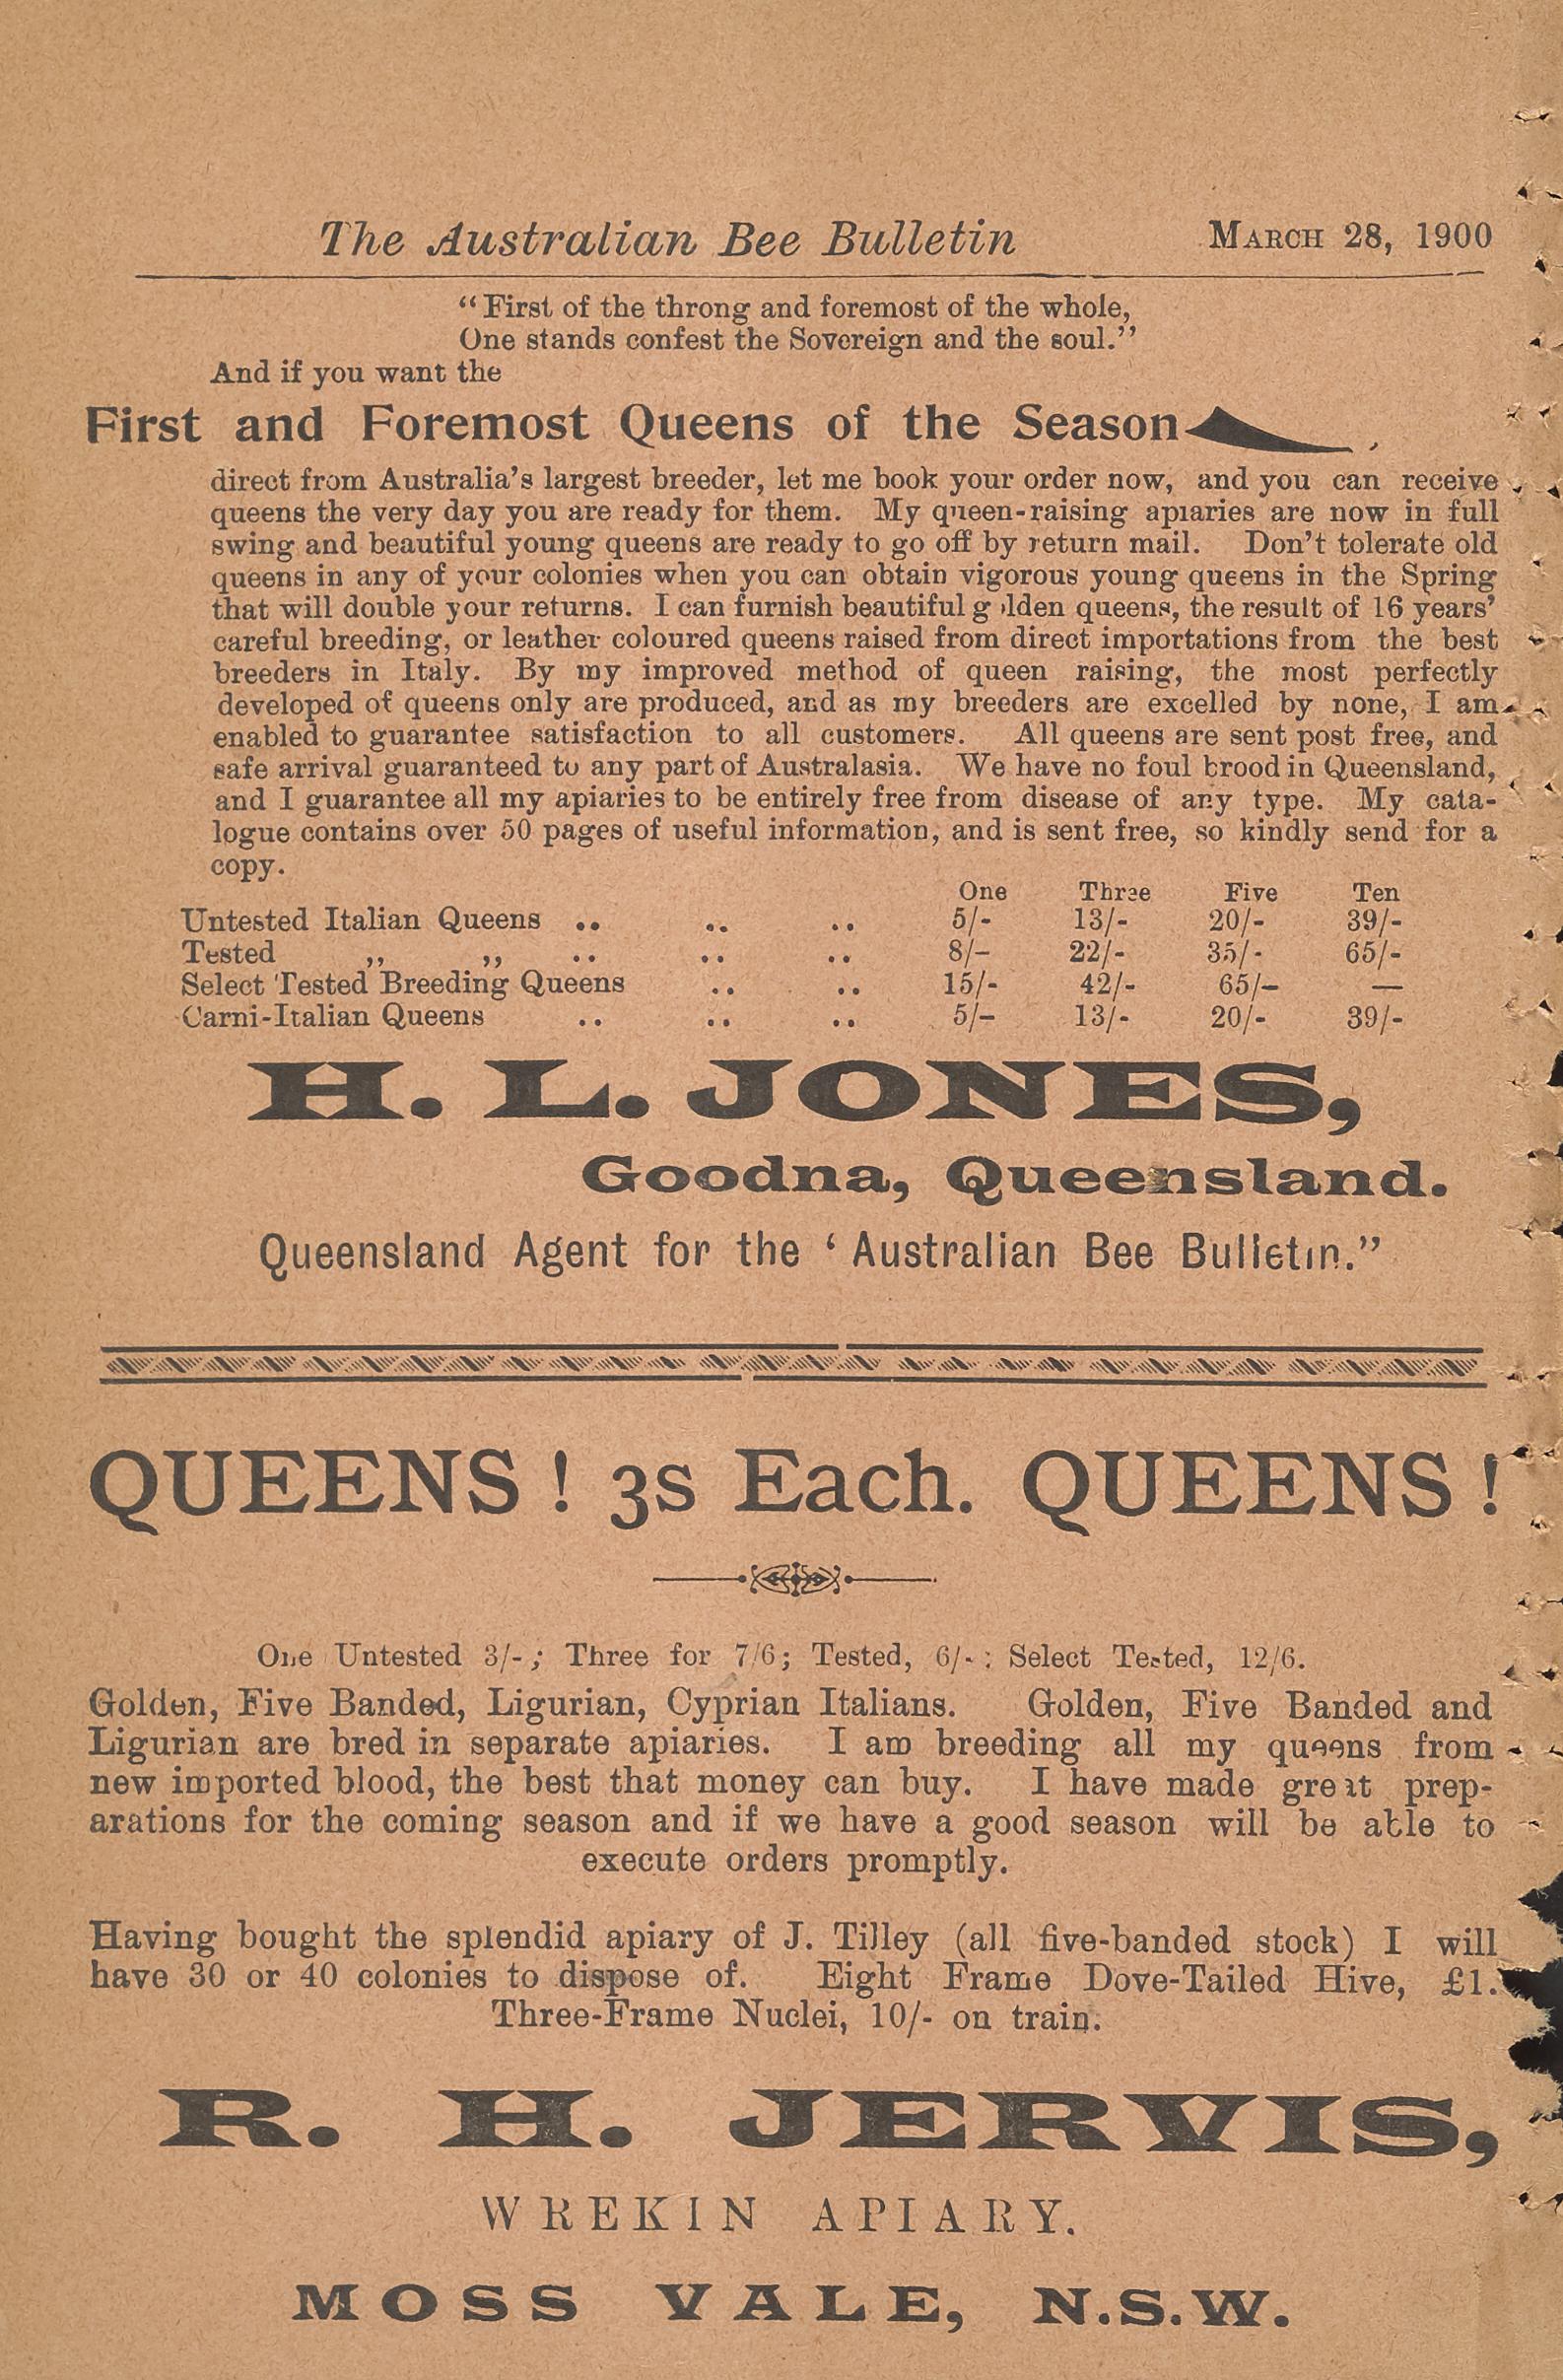 The Australian Bee Bulletin MARCH 28, 1900
"First of the throng and foremost of the whole,
One stands confest the Sovereign and the soul."
And if you want the
First and Foremost Queens of the Season
direct from Australia's largest breeder, let me book your order now, and you can receive
queens the very day you are ready for them. My queen-raising apiaries are now in full
swing and beautiful young queens are ready to go off by return mail. Don't tolerate old
queens in any of your colonies when you can obtain vigorous young queens in the Spring
that will double your returns. I can furnish beautiful golden queens, the result of 16 years'
careful breeding, or leather coloured queens raised from direct importations from the best
breeders in Italy. By my improved method of queen raising, the most perfectly
developed of queens only are produced, and as my breeders are excelled by none, I am
enabled to guarantee satisfaction to all customers. All queens are sent post free, and
safe arrival guaranteed to any part of Australasia. We have no foul brood in Queensland,
and I guarantee all my apiaries to be entirely free from disease of any type. My cata-
logue contains over 50 pages of useful information, and is sent free, so kindly send for a
copy.
One Three Five Ten
Untested Italian Queens .. .. .. 5/- 13/- 20/- 39/-
Tested ,, ,, .. .. .. 8/- 22/- 35/- 65/-
Select Tested Breeding Queens .. .. 15/- 42/- 65/- —
Carni-Italian Queens .. .. .. 5/- 13/- 20/- 39/-
H. L. JONES,
Goodna, Queensland.
Queensland Agent for the ‘Australian Bee Bulletin.”
QUEENS ! 3s Each. QUEENS !
One Untested 3/-; Three for 7/6; Tested, 6/-; Select Tested, 12/6.
Golden, Five Banded, Ligurian, Cyprian Italians. Golden, Five Banded and
Ligurian are bred in separate apiaries. I am breeding all my queens from
new imported blood, the best that money can buy. I have made great prep-
arations for the coming season and if we have a good season will be able to
execute orders promptly.
Having bought the splendid apiary of J. Tilley (all five-banded stock) I will
have 30 or 40 colonies to dispose of. Eight Frame Dove-Tailed Hive, £1.
Three-Frame Nuclei, 10/- on train.
R. H. JERVIS,
WREKIN APIARY.
MOSS VALE, N.S.W.